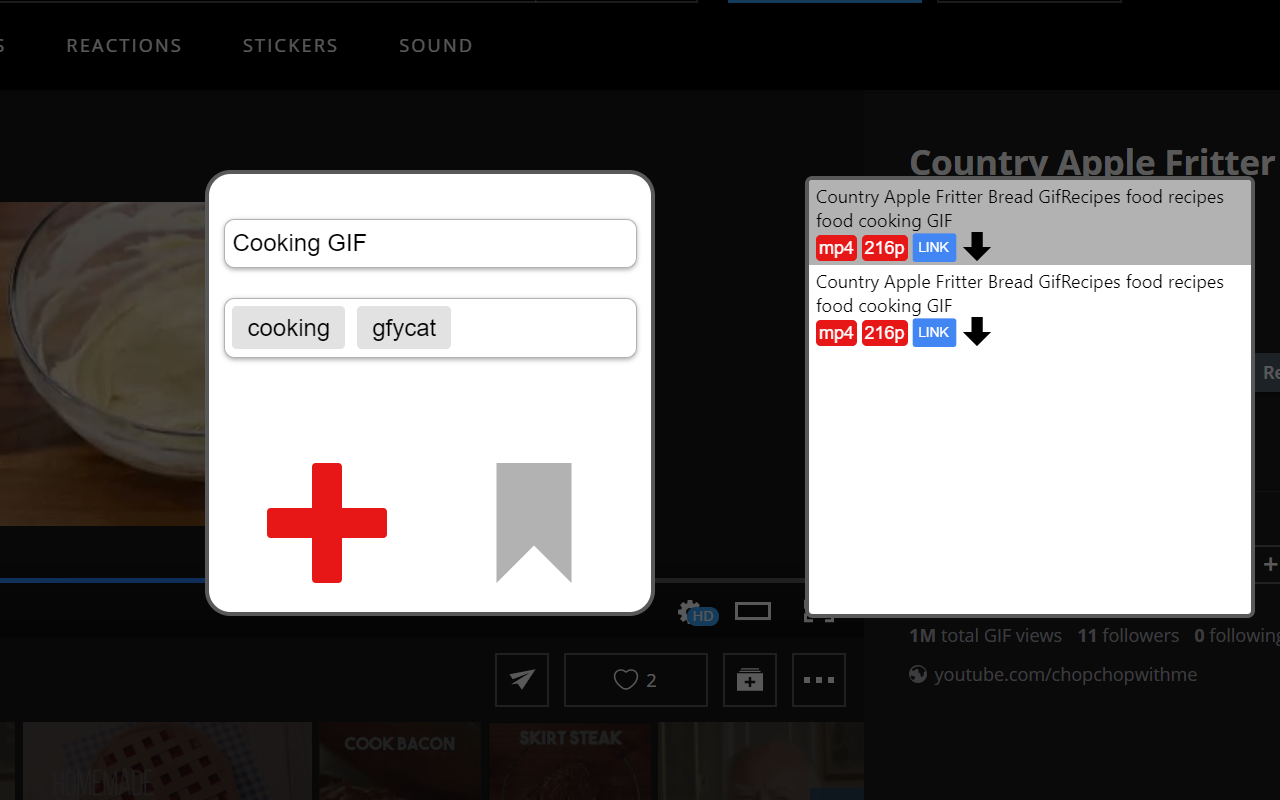 S REACTIONS STICKERS SOUND
Country Apple Fritter
Cooking GIF
cooking gfycat
Country Apple Fritter Bread GifRecipes food recipes
food cooking GIF
mp4 216p LINK
Country Apple Fritter Bread GifRecipes food recipes
food cooking GIF
mp4 216p LINK
Re
HD
1M total GIF views 11 followers 0 following
youtube.com/chopchopwithme
2
HOMEMADE
COOK BACON
SKIRT STEAK